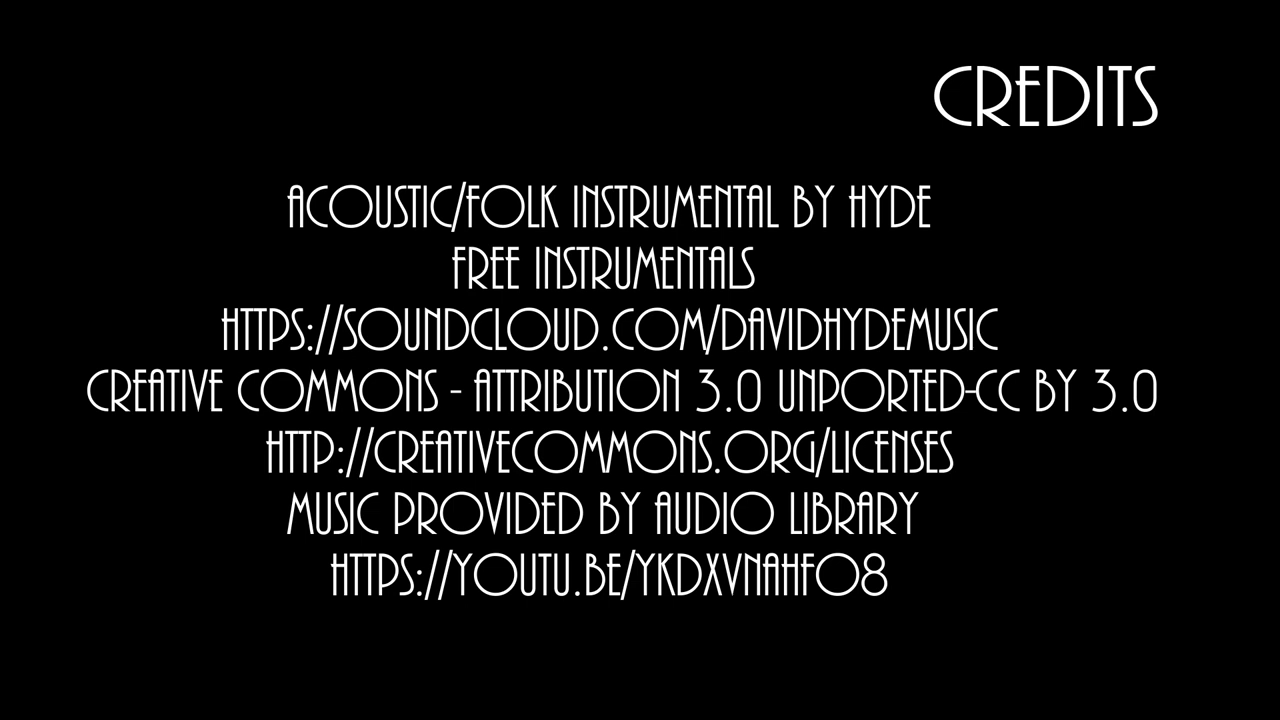 CREDITS
ACOUSTIC/FOLK INSTRUMENTAL BY HYDE
FREE INSTRUMENTALS
HTTPS://SOUNDCLOUD.COM/DAVIDHYDEMUSIC
CREATIVE COMMONS - ATTRIBUTION 3.0 UNPORTED-CC BY 3.0
HTTP://CREATIVECOMMONS.ORG/LICENSES
MUSIC PROVIDED BY AUDIO LIBRARY
HTTPS://YOUTU.BE/YKDXVNAHFO8